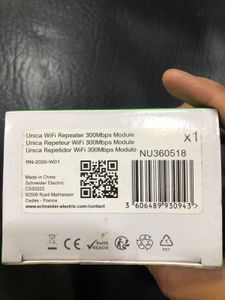 Unica WiFi Repeater 300Mbps Module
Unica Repeteur WiFi 300Mbps Module
Unica Repetidor WiFi 300Mbps Modulo
x1
NU360518
RN-2020-W01
Made in China
Schneider Electric
CS30323
92506 Rueil Malmaison
Cedex - France
www.schneider-electric.com/contact
3 606489 930943
CE
RoHS
REACH
PET